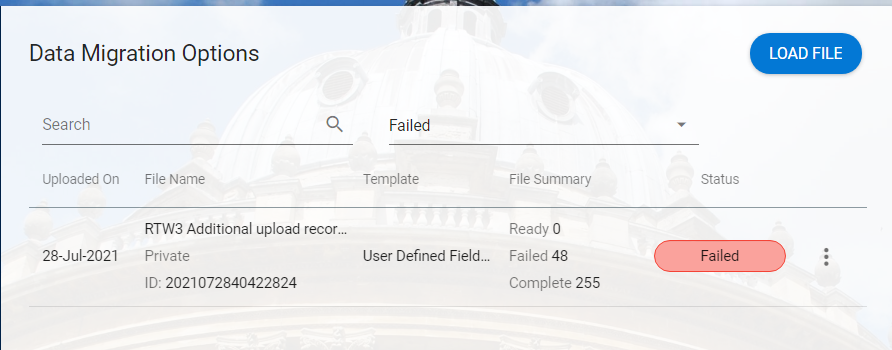 Data Migration Options
LOAD FILE
Search
Failed
Uploaded On File Name Template File Summary Status
RTW3 Additional upload recor... Ready 0
28-Jul-2021 Private User Defined Field... Failed 48 Failed
ID: 2021072840422824 Complete 255